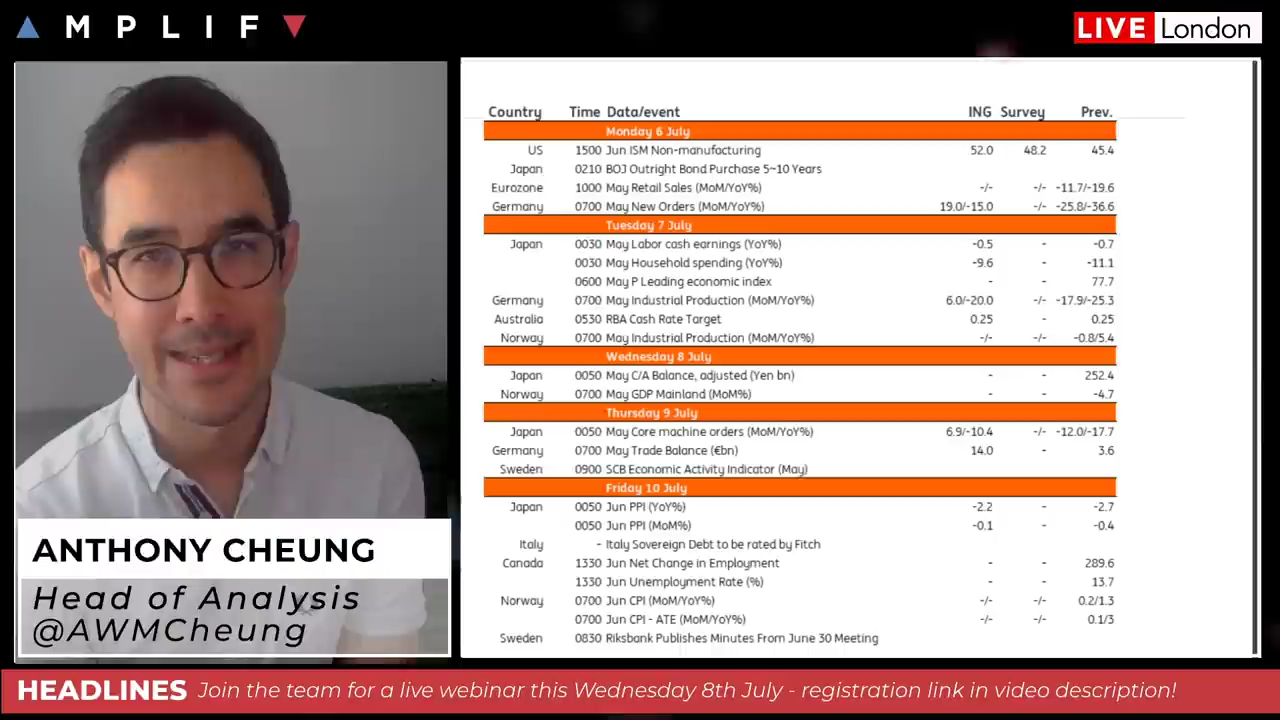 MPLIF
LIVE London
Country Time Data/event ING Survey Prev.
Monday 6 July
US 1500 Jun ISM Non-manufacturing 52.0 48.2 45.4
Japan 0210 BOJ Outright Bond Purchase 5~10 Years
Eurozone 1000 May Retail Sales (MoM/YoY%) -/- -/- -11.7/-19.6
Germany 0700 May New Orders (MoM/YoY%) 19.0/-15.0 -/- -25.8/-36.6
Tuesday 7 July
Japan 0030 May Labor cash earnings (YoY%) -0.5 - -0.7
0030 May Household spending (YoY%) -9.6 - -11.1
0600 May P Leading economic index - - 77.7
Germany 0700 May Industrial Production (MoM/YoY%) 6.0/-20.0 -/- -17.9/-25.3
Australia 0530 RBA Cash Rate Target 0.25 - 0.25
Norway 0700 May Industrial Production (MoM/YoY%) -/- -/- -0.8/5.4
Wednesday 8 July
Japan 0050 May C/A Balance, adjusted (Yen bn) - - 252.4
Norway 0700 May GDP Mainland (MoM%) - - -4.7
Thursday 9 July
Japan 0050 May Core machine orders (MoM/YoY%) 6.9/-10.4 -/- -12.0/-17.7
Germany 0700 May Trade Balance (€bn) 14.0 - 3.6
Sweden 0900 SCB Economic Activity Indicator (May)
Friday 10 July
Japan 0050 Jun PPI (YoY%) -2.2 - -2.7
0050 Jun PPI (MoM%) -0.1 - -0.4
Italy - Italy Sovereign Debt to be rated by Fitch
Canada 1330 Jun Net Change in Employment - - 289.6
1330 Jun Unemployment Rate (%) - - 13.7
Norway 0700 Jun CPI (MoM/YoY%) -/- -/- 0.2/1.3
0700 Jun CPI - ATE (MoM/YoY%) -/- -/- 0.1/3
Sweden 0830 Riksbank Publishes Minutes From June 30 Meeting
ANTHONY CHEUNG
Head of Analysis
@AWMCheung
HEADLINES Join the team for a live webinar this Wednesday 8th July - registration link in video description!